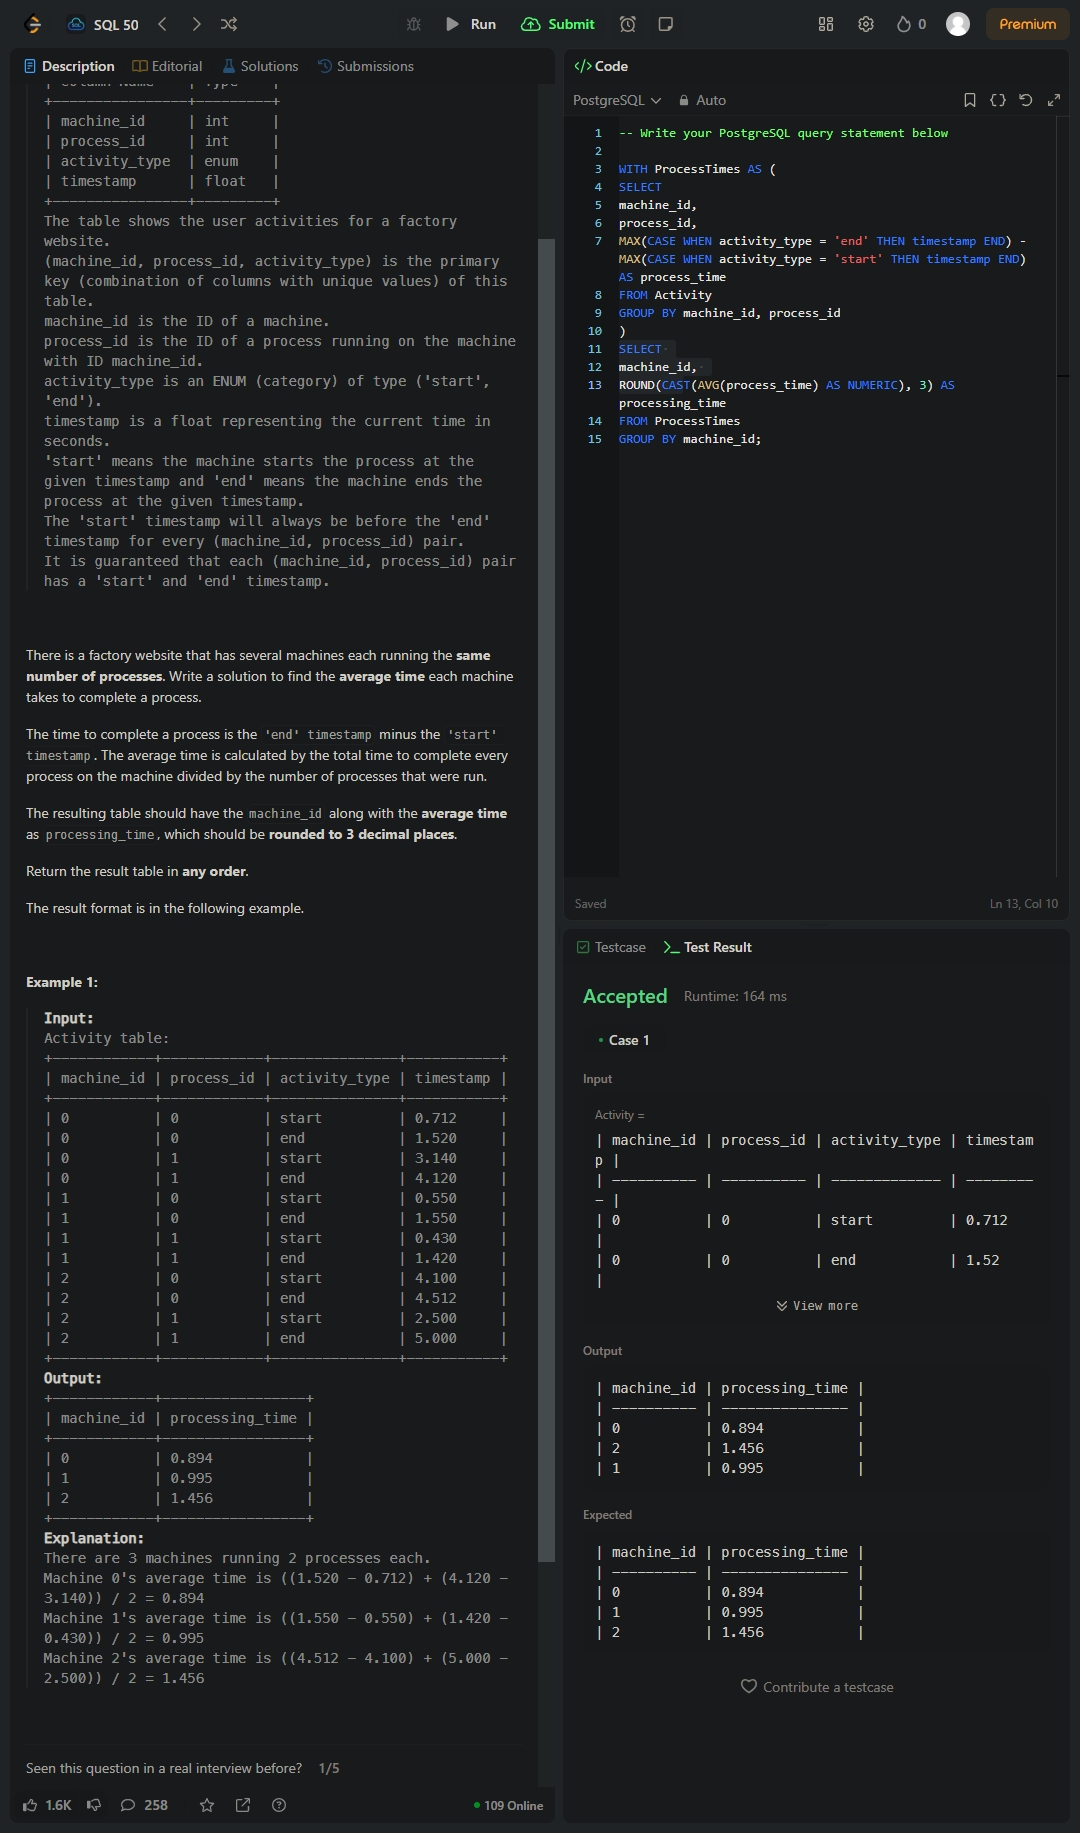 SQL 50
Run
Submit
0
Premium
Description
Editorial
Solutions
Submissions
| Column Name | Type |
+----------------+---------+
| machine_id | int |
| process_id | int |
| activity_type | enum |
| timestamp | float |
+----------------+---------+
The table shows the user activities for a factory
website.
(machine_id, process_id, activity_type) is the primary
key (combination of columns with unique values) of this
table.
machine_id is the ID of a machine.
process_id is the ID of a process running on the machine
with ID machine_id.
activity_type is an ENUM (category) of type ('start',
'end').
timestamp is a float representing the current time in
seconds.
'start' means the machine starts the process at the
given timestamp and 'end' means the machine ends the
process at the given timestamp.
The 'start' timestamp will always be before the 'end'
timestamp for every (machine_id, process_id) pair.
It is guaranteed that each (machine_id, process_id) pair
has a 'start' and 'end' timestamp.
There is a factory website that has several machines each running the same
number of processes. Write a solution to find the average time each machine
takes to complete a process.
The time to complete a process is the 'end' timestamp minus the 'start'
timestamp. The average time is calculated by the total time to complete every
process on the machine divided by the number of processes that were run.
The resulting table should have the machine_id along with the average time
as processing_time, which should be rounded to 3 decimal places.
Return the result table in any order.
The result format is in the following example.
Example 1:
Input:
Activity table:
+------------+------------+---------------+-----------+
| machine_id | process_id | activity_type | timestamp |
+------------+------------+---------------+-----------+
| 0 | 0 | start | 0.712 |
| 0 | 0 | end | 1.520 |
| 0 | 1 | start | 3.140 |
| 0 | 1 | end | 4.120 |
| 1 | 0 | start | 0.550 |
| 1 | 0 | end | 1.550 |
| 1 | 1 | start | 0.430 |
| 1 | 1 | end | 1.420 |
| 2 | 0 | start | 4.100 |
| 2 | 0 | end | 4.512 |
| 2 | 1 | start | 2.500 |
| 2 | 1 | end | 5.000 |
+------------+------------+---------------+-----------+
Output:
+------------+-----------------+
| machine_id | processing_time |
+------------+-----------------+
| 0 | 0.894 |
| 1 | 0.995 |
| 2 | 1.456 |
+------------+-----------------+
Explanation:
There are 3 machines running 2 processes each.
Machine 0's average time is ((1.520 - 0.712) + (4.120 -
3.140)) / 2 = 0.894
Machine 1's average time is ((1.550 - 0.550) + (1.420 -
0.430)) / 2 = 0.995
Machine 2's average time is ((4.512 - 4.100) + (5.000 -
2.500)) / 2 = 1.456
Seen this question in a real interview before? 1/5
1.6K
258
109 Online
</> Code
PostgreSQL
Auto
1 -- Write your PostgreSQL query statement below
2
3 WITH ProcessTimes AS (
4 SELECT
5 machine_id,
6 process_id,
7 MAX(CASE WHEN activity_type = 'end' THEN timestamp END) -
MAX(CASE WHEN activity_type = 'start' THEN timestamp END)
AS process_time
8 FROM Activity
9 GROUP BY machine_id, process_id
10 )
11 SELECT
12 machine_id,
13 ROUND(CAST(AVG(process_time) AS NUMERIC), 3) AS
processing_time
14 FROM ProcessTimes
15 GROUP BY machine_id;
Saved
Ln 13, Col 10
Testcase
Test Result
Accepted
Runtime: 164 ms
Case 1
Input
Activity =
| machine_id | process_id | activity_type | timestam
p |
| ---------- | ---------- | ------------- | --------
- |
| 0 | 0 | start | 0.712
|
| 0 | 0 | end | 1.52
|
View more
Output
| machine_id | processing_time |
| ---------- | --------------- |
| 0 | 0.894 |
| 2 | 1.456 |
| 1 | 0.995 |
Expected
| machine_id | processing_time |
| ---------- | --------------- |
| 0 | 0.894 |
| 1 | 0.995 |
| 2 | 1.456 |
Contribute a testcase